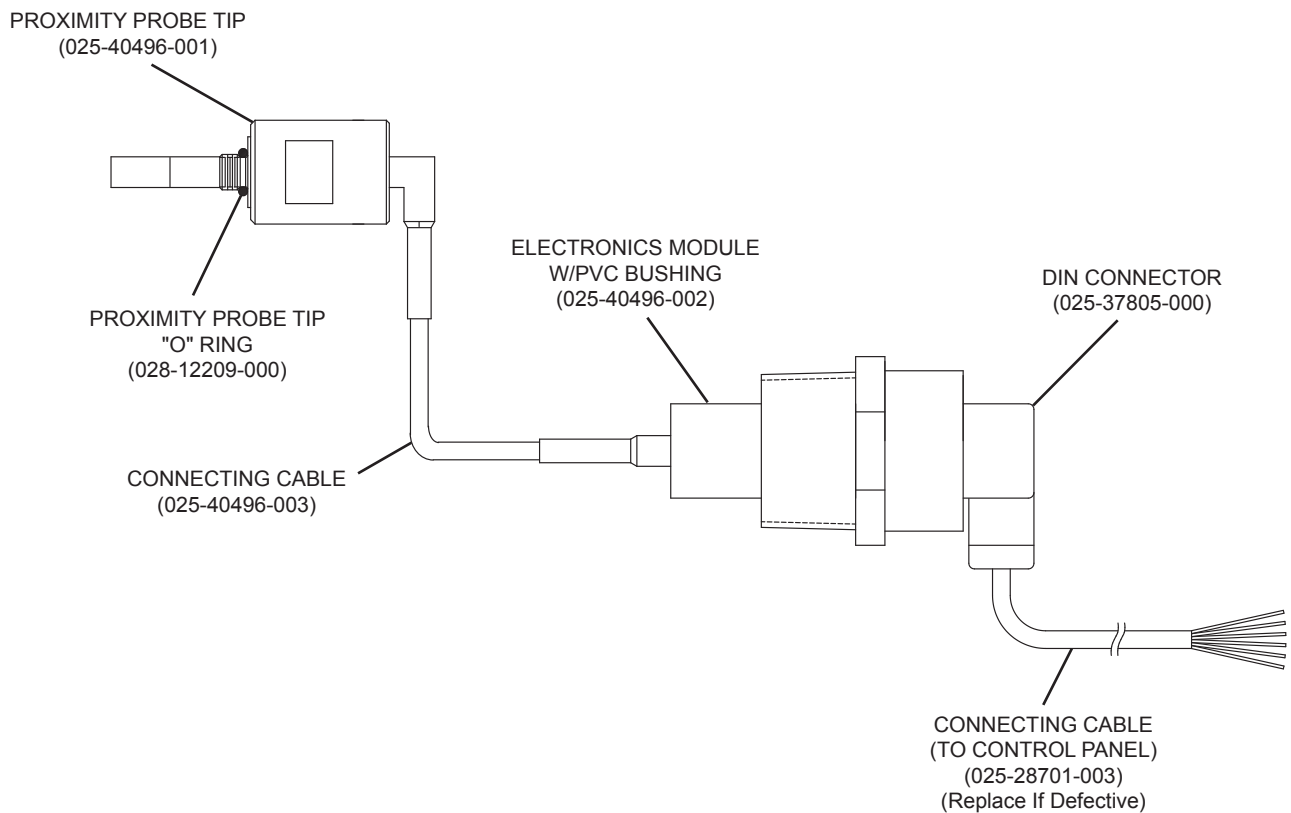 PROXIMITY PROBE TIP
(025-40496-001)
PROXIMITY PROBE TIP
"O" RING
(028-12209-000)
CONNECTING CABLE
(025-40496-003)
ELECTRONICS MODULE
W/PVC BUSHING
(025-40496-002)
DIN CONNECTOR
(025-37805-000)
CONNECTING CABLE
(TO CONTROL PANEL)
(025-28701-003)
(Replace If Defective)